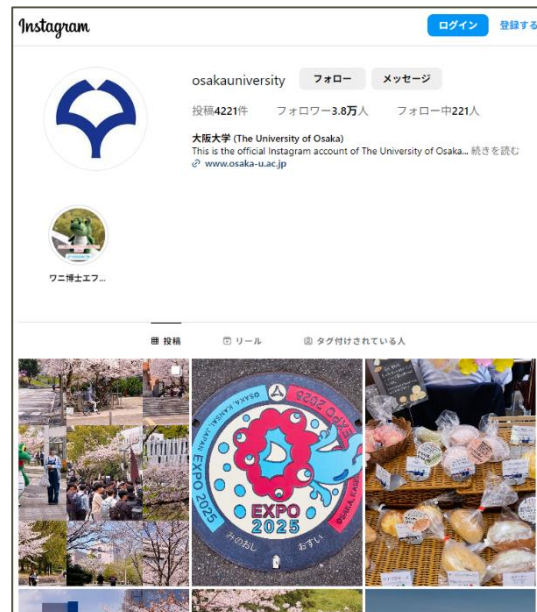 Instagram
ログイン
登録する
osakauniversity
フォロー
メッセージ
投稿4221件
フォロワー3.8万人
フォロー中221人
大阪大学 (The University of Osaka)
This is the official Instagram account of The University of Osaka... 続きを読む
www.osaka-u.ac.jp
ワニ博士エフ...
投稿
リール
タグ付けされている人
OSAKA, KANSAI, JAPAN EXPO 2025
EXPO
2025
みのおし
おすい